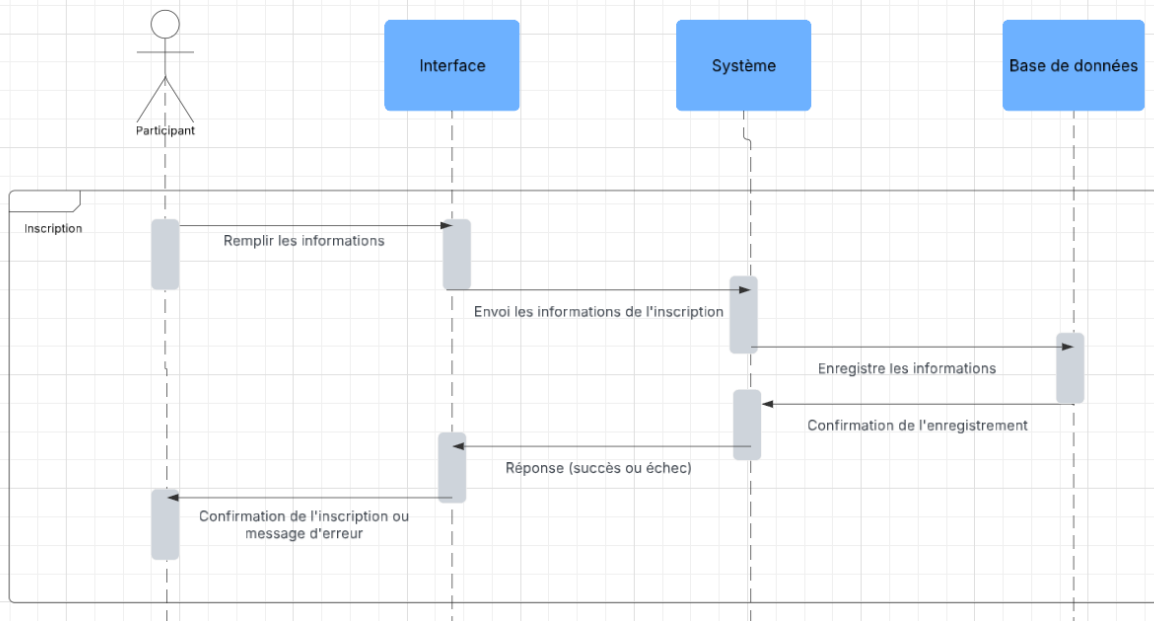 Interface
Système
Base de données
Participant
Inscription
Remplir les informations
Envoi les informations de l'inscription
Enregistre les informations
Confirmation de l'enregistrement
Réponse (succès ou échec)
Confirmation de l'inscription ou
message d'erreur